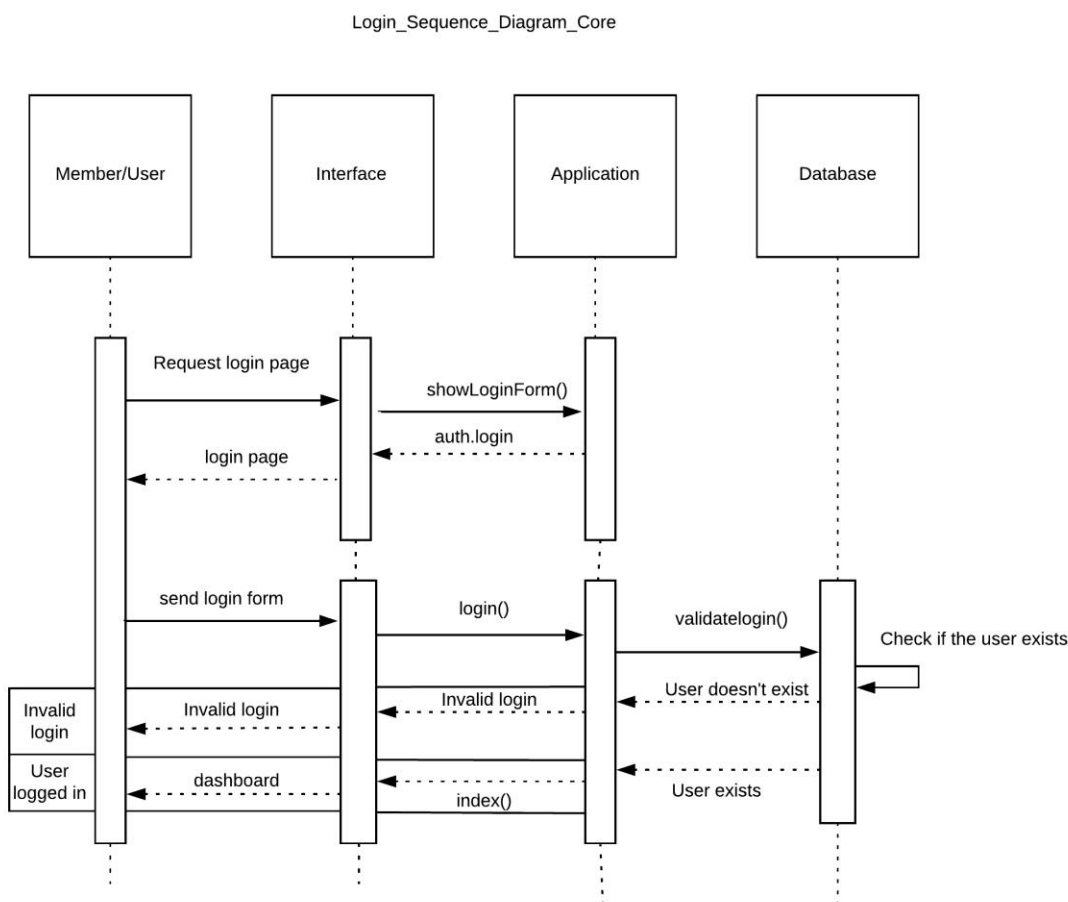 Login_Sequence_Diagram_Core
Member/User
Interface
Application
Database
Request login page
showLoginForm()
auth.login
login page
send login form
login()
validatelogin()
Check if the user exists
User doesn't exist
Invalid login
Invalid login
Invalid
login
User
logged in
dashboard
index()
User exists